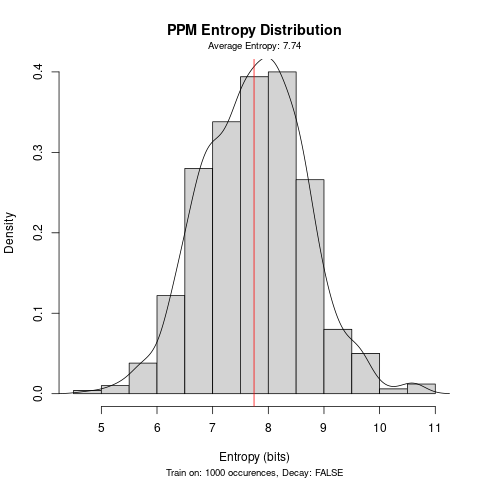 PPM Entropy Distribution
Average Entropy: 7.74
Density
0.4
0.3
0.2
0.1
0.0
5 6 7 8 9 10 11
Entropy (bits)
Train on: 1000 occurences, Decay: FALSE